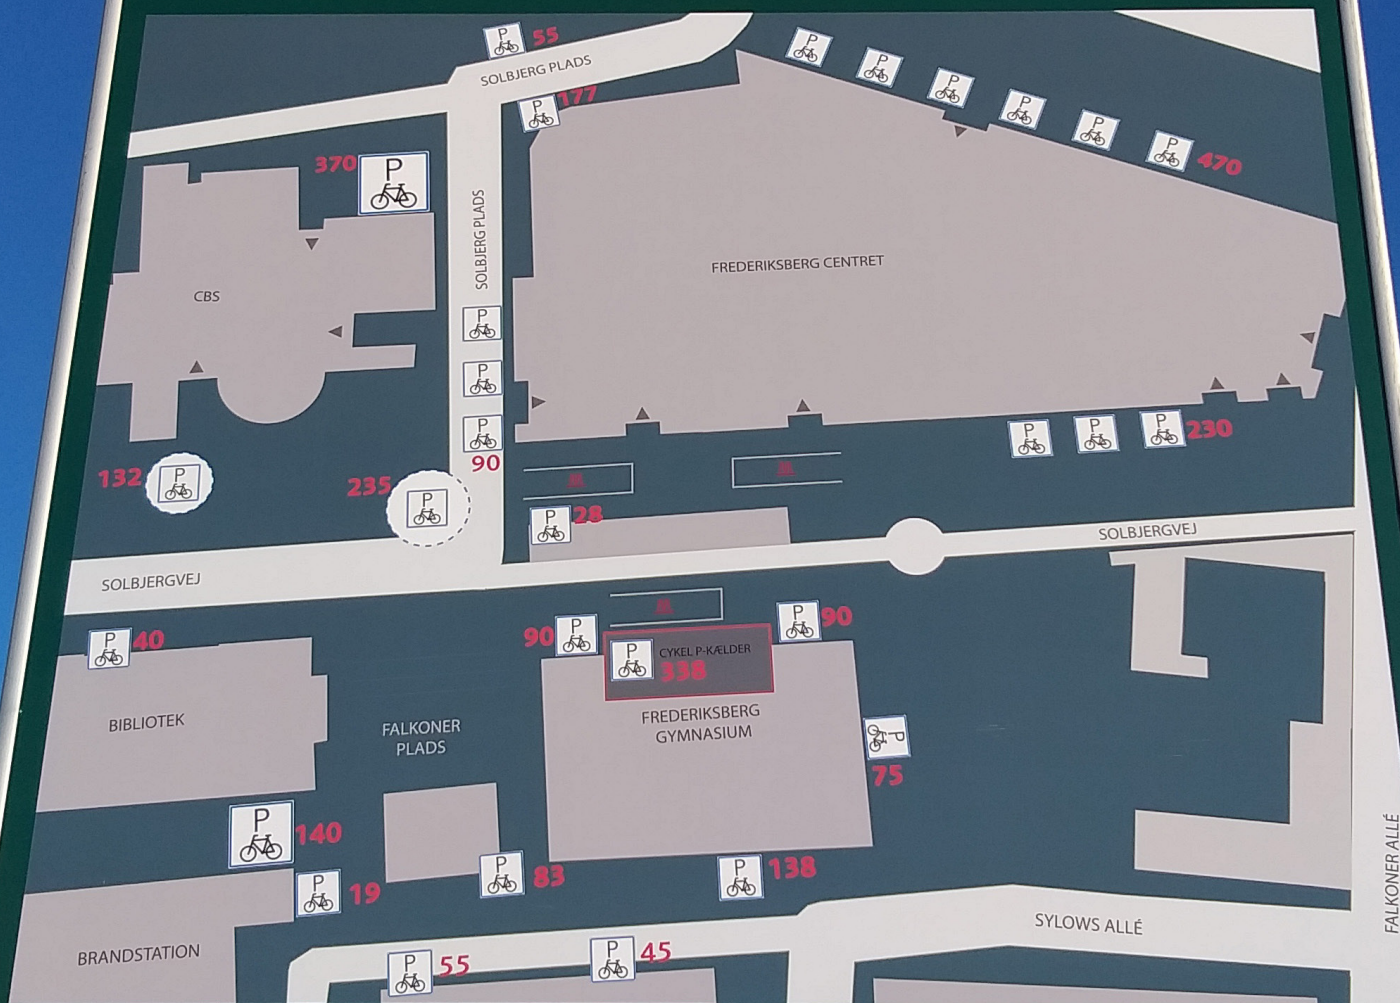 P 55
SOLBJERG PLADS
P 177
P
P
P
P
P
P 470
370 P
SOLBJERG PLADS
FREDERIKSBERG CENTRET
CBS
P
P
P
90
P
P
P 230
132 P
235 P
P 28
SOLBJERGVEJ
SOLBJERGVEJ
P 40
90 P
P 90
P CYKEL P-KÆLDER
338
BIBLIOTEK
FREDERIKSBERG
GYMNASIUM
FALKONER
PLADS
P
75
P 140
P 19
P 83
P 138
FALKONER ALLÉ
SYLOWS ALLÉ
BRANDSTATION
P 55
P 45